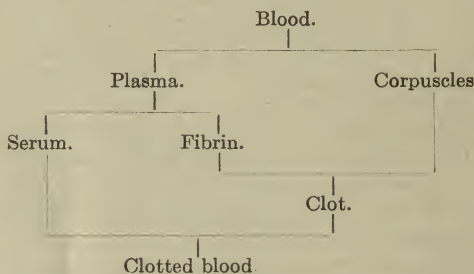 Blood.
Plasma. Corpuscles
Serum. Fibrin.
Clot.
Clotted blood